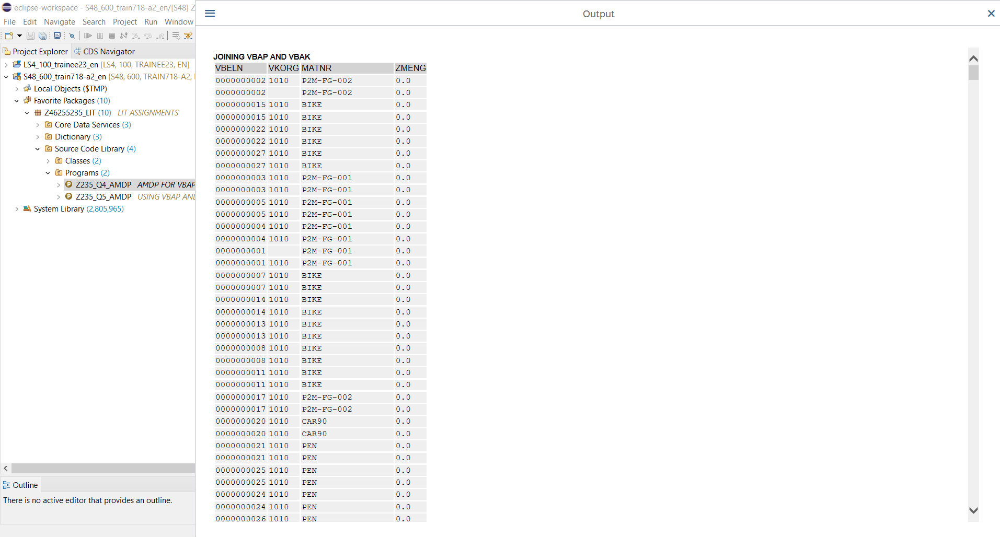 eclipse-workspace - S48_600_train718-a2_en/[S48] Z
File Edit Navigate Search Project Run Window
Project Explorer CDS Navigator
LS4_100_trainee23_en [LS4, 100, TRAINEE23, EN]
S48_600_train718-a2_en [S48, 600, TRAIN718-A2,
Local Objects ($TMP)
Favorite Packages (10)
Z46255235_LIT (10) LIT ASSIGNMENTS
Core Data Services (3)
Dictionary (3)
Source Code Library (4)
Classes (2)
Programs (2)
Z235_Q4_AMDP AMDP FOR VBAP
Z235_Q5_AMDP USING VBAP AND
System Library (2,805,965)
Outline
There is no active editor that provides an outline.
Output
JOINING VBAP AND VBAK
VBELN VKORG MATNR ZMENG
0000000002 1010 P2M-FG-002 0.0
0000000002 P2M-FG-002 0.0
0000000015 1010 BIKE 0.0
0000000015 1010 BIKE 0.0
0000000022 1010 BIKE 0.0
0000000022 1010 BIKE 0.0
0000000027 1010 BIKE 0.0
0000000027 1010 BIKE 0.0
0000000003 1010 P2M-FG-001 0.0
0000000003 1010 P2M-FG-001 0.0
0000000005 1010 P2M-FG-001 0.0
0000000005 1010 P2M-FG-001 0.0
0000000004 1010 P2M-FG-001 0.0
0000000004 1010 P2M-FG-001 0.0
0000000001 P2M-FG-001 0.0
0000000001 1010 P2M-FG-001 0.0
0000000007 1010 BIKE 0.0
0000000007 1010 BIKE 0.0
0000000014 1010 BIKE 0.0
0000000014 1010 BIKE 0.0
0000000013 1010 BIKE 0.0
0000000013 1010 BIKE 0.0
0000000008 1010 BIKE 0.0
0000000008 1010 BIKE 0.0
0000000011 1010 BIKE 0.0
0000000011 1010 BIKE 0.0
0000000017 1010 P2M-FG-002 0.0
0000000017 1010 P2M-FG-002 0.0
0000000020 1010 CAR90 0.0
0000000020 1010 CAR90 0.0
0000000021 1010 PEN 0.0
0000000021 1010 PEN 0.0
0000000025 1010 PEN 0.0
0000000025 1010 PEN 0.0
0000000024 1010 PEN 0.0
0000000024 1010 PEN 0.0
0000000026 1010 PEN 0.0